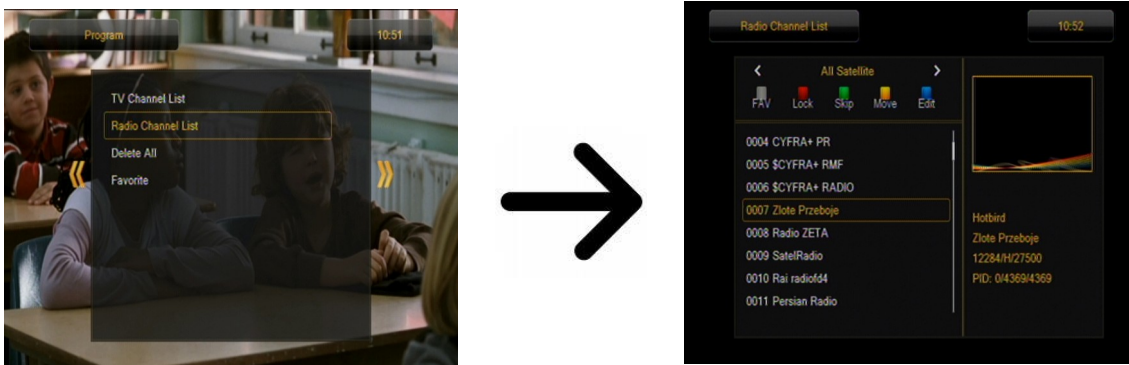 Program
10:51
TV Channel List
Radio Channel List
Delete All
Favorite
Radio Channel List
10:52
All Satellite
FAV Lock Skip Move Edit
0004 CYFRA+ PR
0005 $CYFRA+ RMF
0006 $CYFRA+ RADIO
0007 Zlote Przeboje
0008 Radio ZETA
0009 SatelRadio
0010 Rai radiofd4
0011 Persian Radio
Hotbird
Zlote Przeboje
12284/H/27500
PID: 0/4369/4369